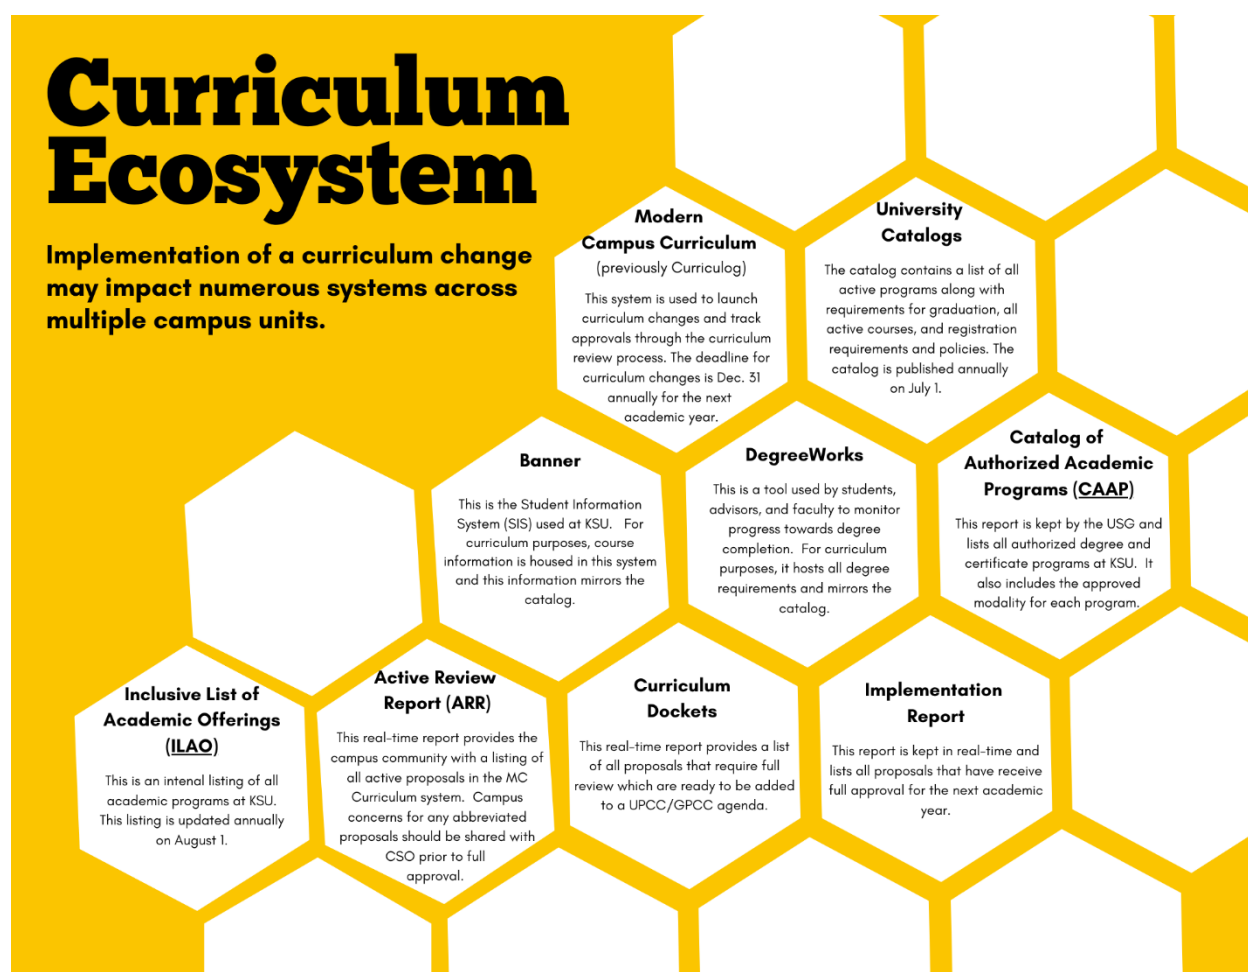 Curriculum
Ecosystem
Implementation of a curriculum change
may impact numerous systems across
multiple campus units.
Modern
Campus Curriculum
(previously Curriculog)
This system is used to launch
curriculum changes and track
approvals through the curriculum
review process. The deadline for
curriculum changes is Dec. 31
annually for the next
academic year.
University
Catalogs
The catalog contains a list of all
active programs along with
requirements for graduation, all
active courses, and registration
requirements and policies. The
catalog is published annually
on July 1.
Banner
This is the Student Information
System (SIS) used at KSU. For
curriculum purposes, course
information is housed in this system
and this information mirrors the
catalog.
DegreeWorks
This is a tool used by students,
advisors, and faculty to monitor
progress towards degree
completion. For curriculum
purposes, it hosts all degree
requirements and mirrors the
catalog.
Catalog of
Authorized Academic
Programs (CAAP)
This report is kept by the USG and
lists all authorized degree and
certificate programs at KSU. It
also includes the approved
modality for each program.
Inclusive List of
Academic Offerings
(ILAO)
This is an intenal listing of all
academic programs at KSU.
This listing is updated annually
on August 1.
Active Review
Report (ARR)
This real-time report provides the
campus community with a listing of
all active proposals in the MC
Curriculum system. Campus
concerns for any abbreviated
proposals should be shared with
CSO prior to full
approval.
Curriculum
Dockets
This real-time report provides a list
of all proposals that require full
review which are ready to be added
to a UPCC/GPCC agenda.
Implementation
Report
This report is kept in real-time and
lists all proposals that have receive
full approval for the next academic
year.